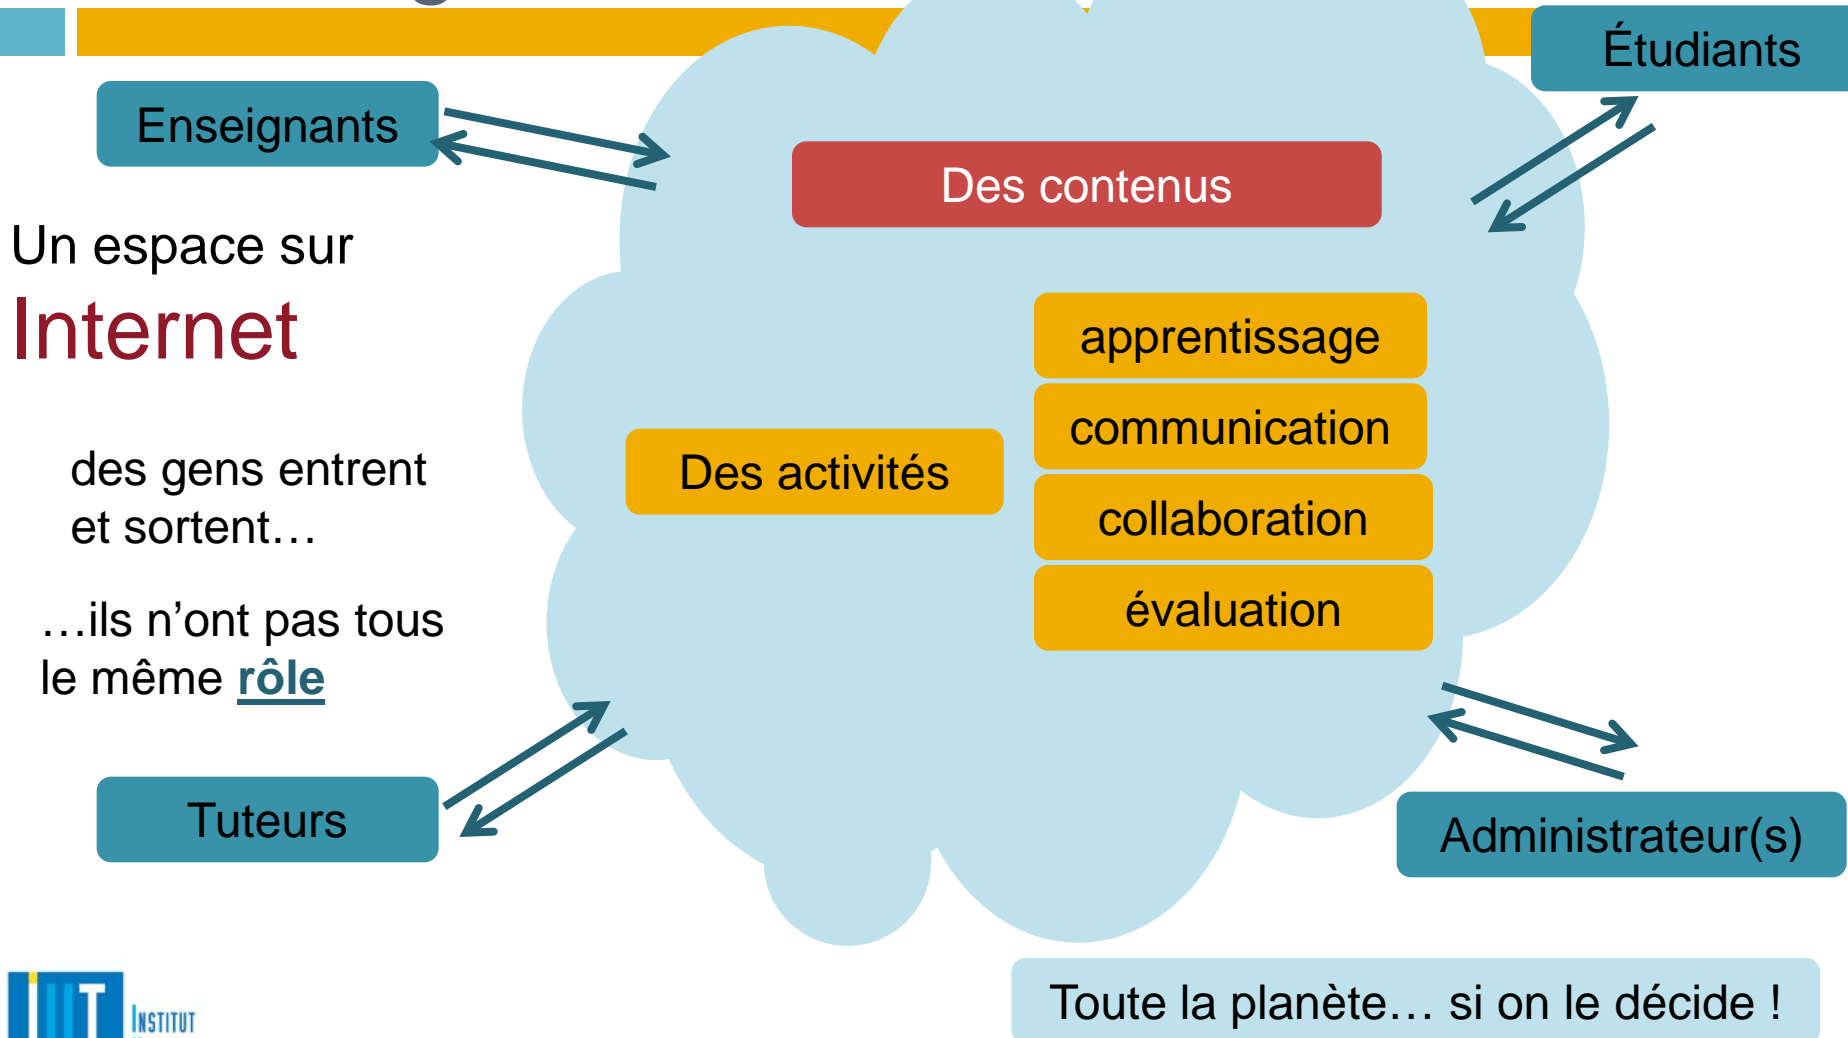 Étudiants
Enseignants
Des contenus
Un espace sur
Internet
apprentissage
communication
Des activités
collaboration
évaluation
des gens entrent
et sortent…
…ils n’ont pas tous
le même rôle
Tuteurs
Administrateur(s)
Toute la planète… si on le décide !
INSTITUT